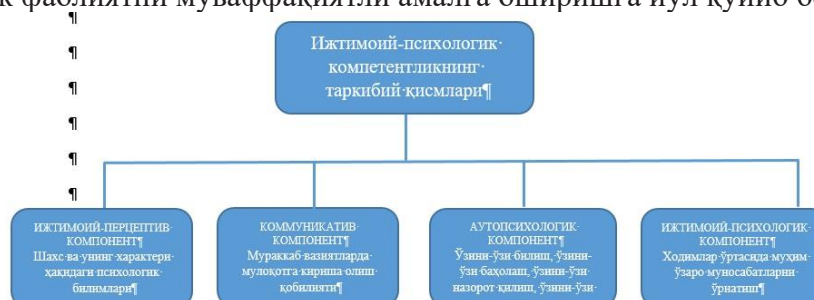 фаолиятни муваффақиятли амалга оширишга йўл қўйиб
Ижтимоий-психологик
компетентликнинг
таркибий қисмлари¶
ИЖТИМОИЙ-ПЕРЦЕПТИВ
КОМПОНЕНТ¶
Шахс ва унинг характери
ҳақидаги психологик
билимлари¶
КОММУНИКАТИВ
КОМПОНЕНТ¶
Мураккаб вазиятларда
мулоқотга кириша олиш
қобилияти¶
АУТОПСИХОЛОГИК
КОМПОНЕНТ¶
Ўзини-ўзи билиш, ўзини-
ўзи баҳолаш, ўзини-ўзи
назорот қилиш, ўзини-ўзи
ИЖТИМОИЙ-ПСИХОЛОГИК
КОМПОНЕНТ¶
Ходимлар ўртасида муҳим
ўзаро муносабатларни
ўрнатиш¶